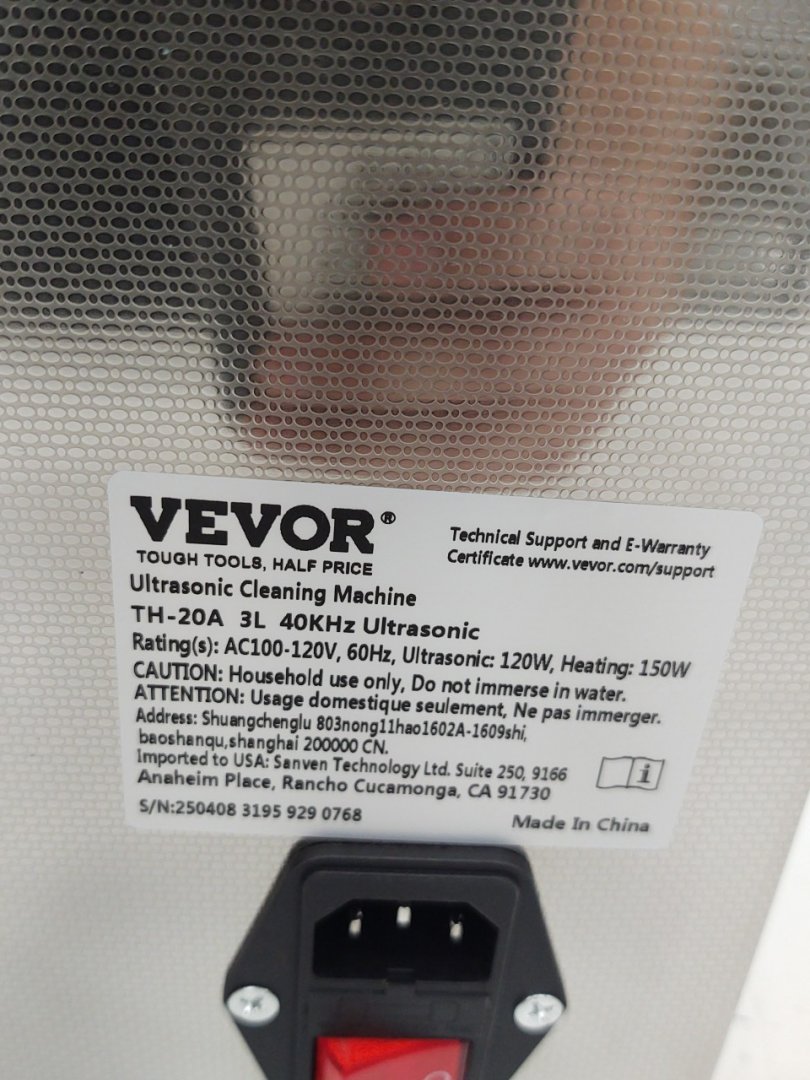 VEVOR®
TOUGH TOOLS, HALF PRICE
Technical Support and E-Warranty
Certificate www.vevor.com/support
Ultrasonic Cleaning Machine
TH-20A 3L 40KHz Ultrasonic
Rating(s): AC100-120V, 60Hz, Ultrasonic: 120W, Heating: 150W
CAUTION: Household use only, Do not immerse in water.
ATTENTION: Usage domestique seulement, Ne pas immerger.
Address: Shuangchenglu 803nong11hao1602A-1609shi,
baoshanqu,shanghai 200000 CN.
Imported to USA: Sanven Technology Ltd. Suite 250, 9166
Anaheim Place, Rancho Cucamonga, CA 91730
S/N:250408 3195 929 0768
Made In China